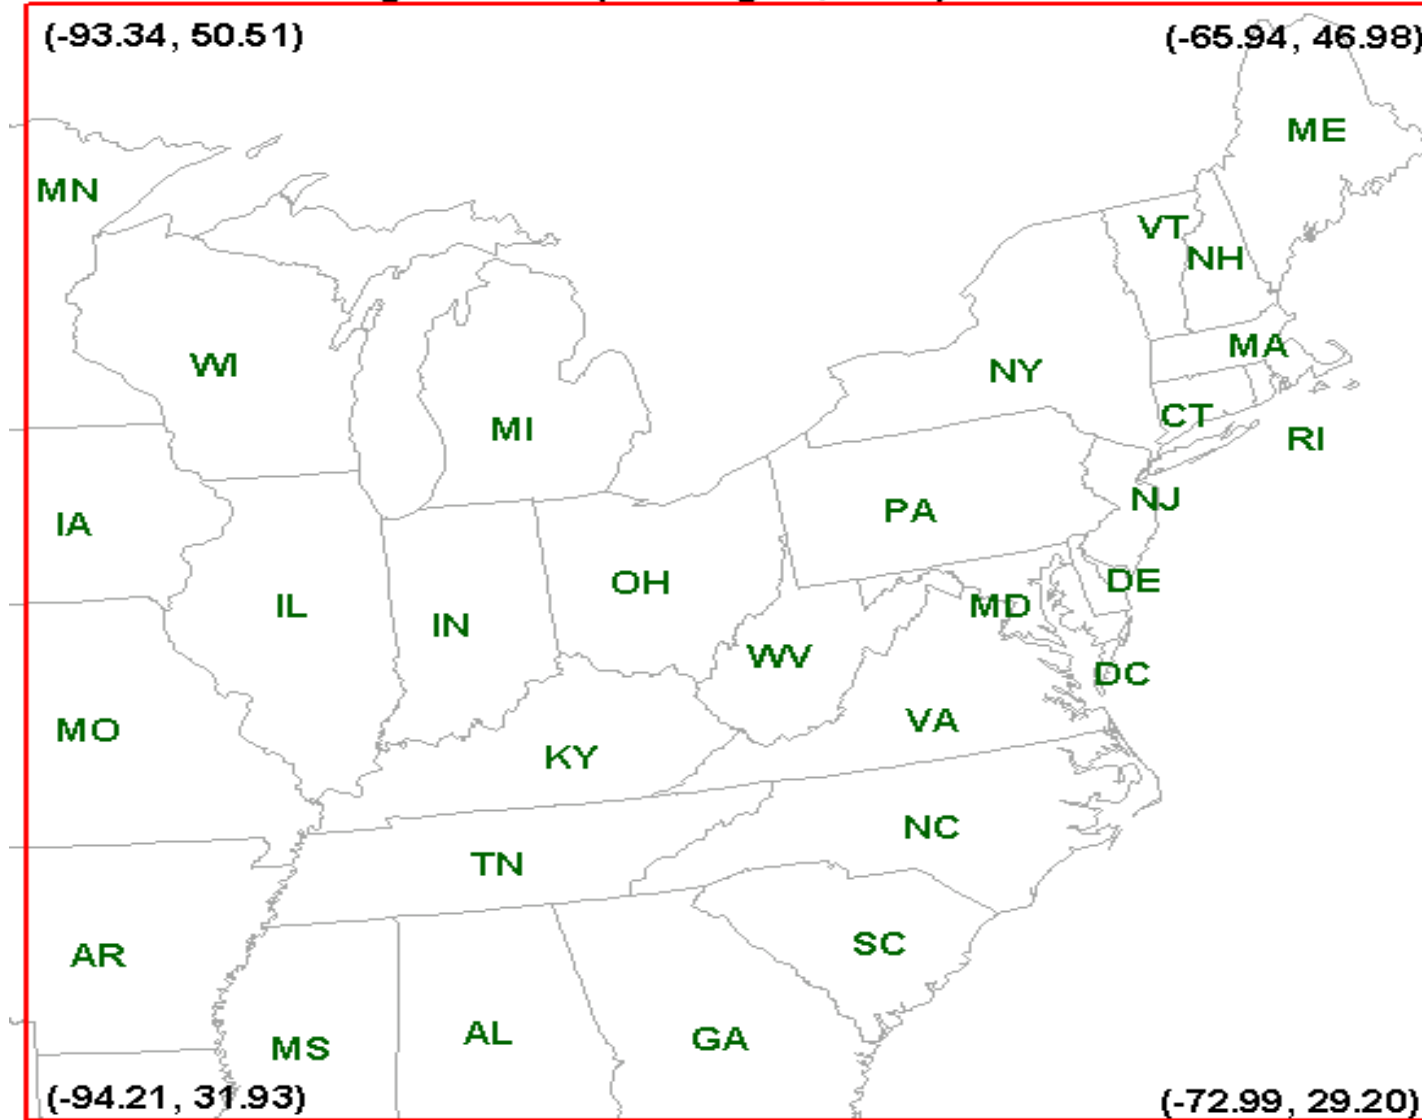 (-93.34, 50.51) (-65.94, 46.98)
ME
MN
VT
NH
WI
MA
NY
CT
MI
RI
NJ
PA
IA
OH
DE
IL
MD
IN
WV
DC
VA
MO
KY
NC
TN
SC
AR
GA
AL
MS
(-94.21, 31.93) (-72.99, 29.20)